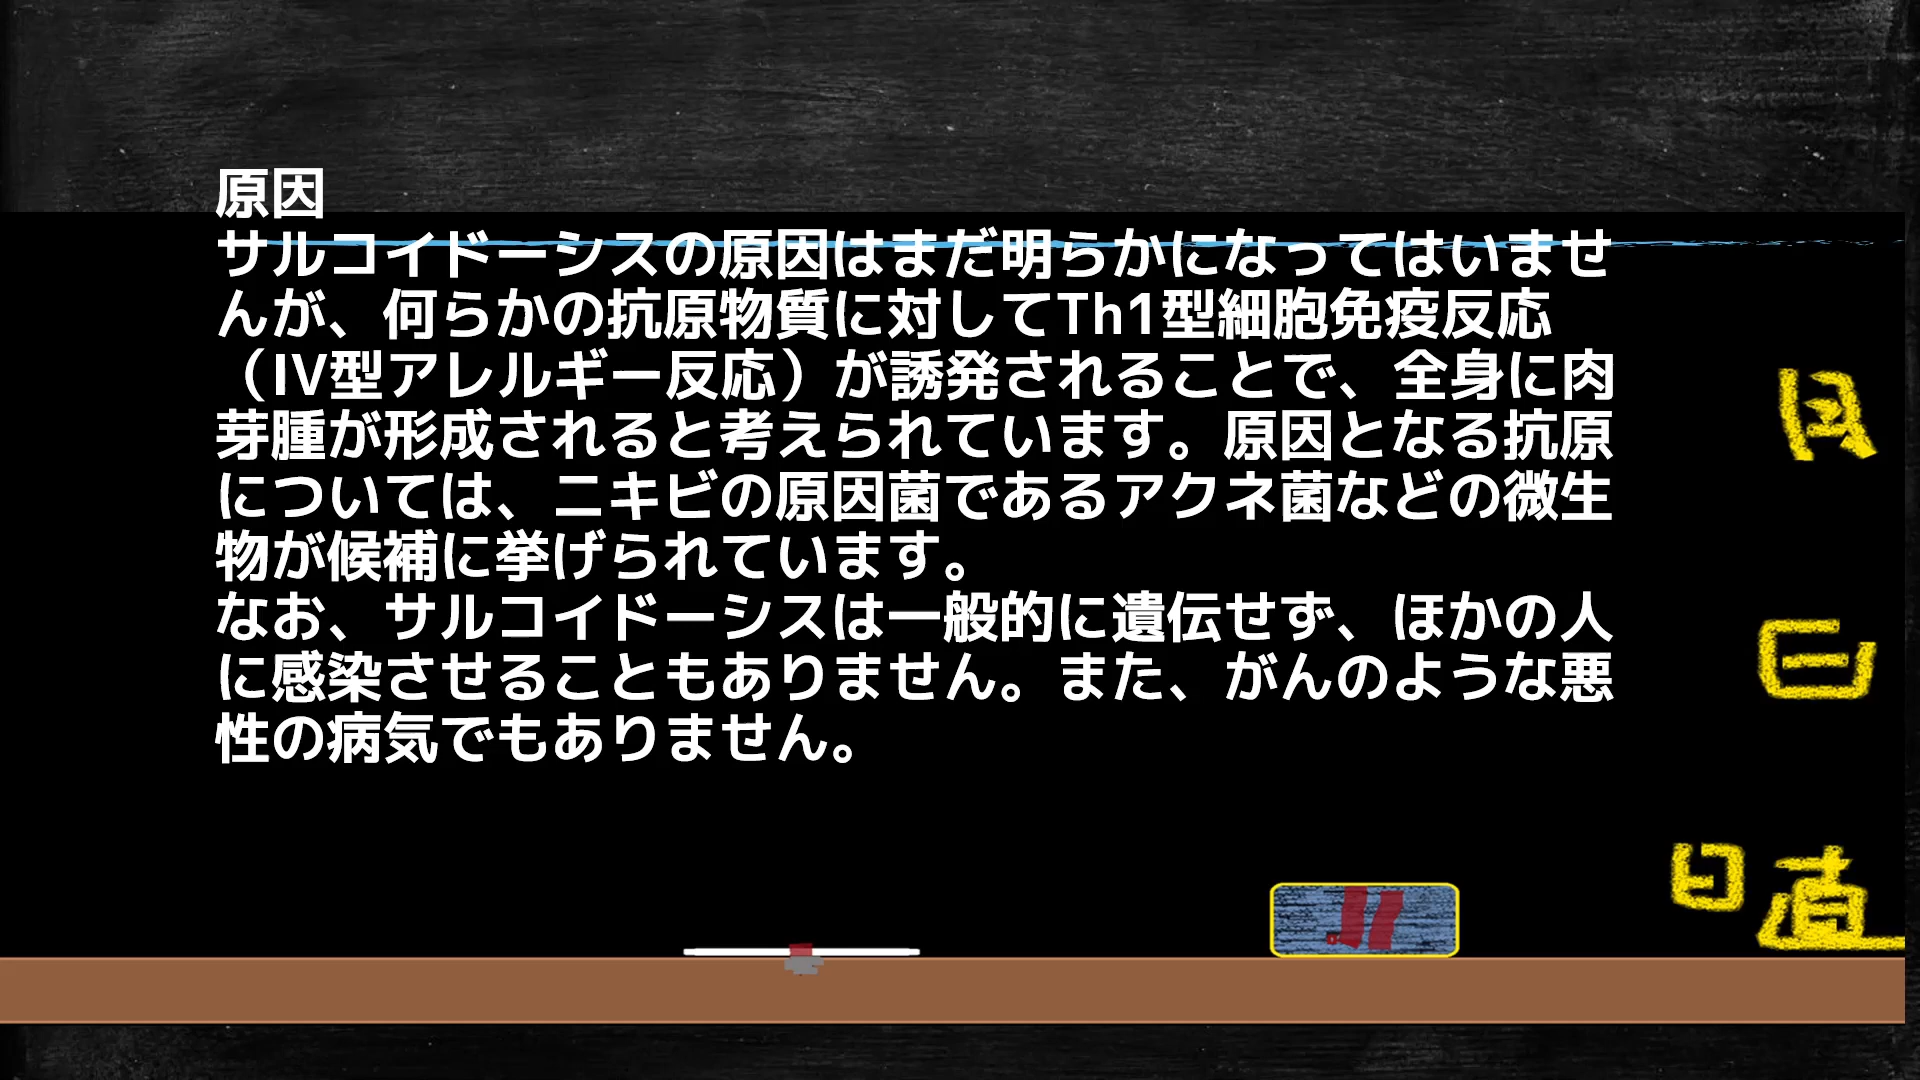 原因
サルコイドーシスの原因はまだ明らかになってはいませ
んが、何らかの抗原物質に対してTh1型細胞免疫反応
（IV型アレルギー反応）が誘発されることで、全身に肉
芽腫が形成されると考えられています。原因となる抗原
については、ニキビの原因菌であるアクネ菌などの微生
物が候補に挙げられています。
なお、サルコイドーシスは一般的に遺伝せず、ほかの人
に感染させることもありません。また、がんのような悪
性の病気でもありません。
月
日
日直